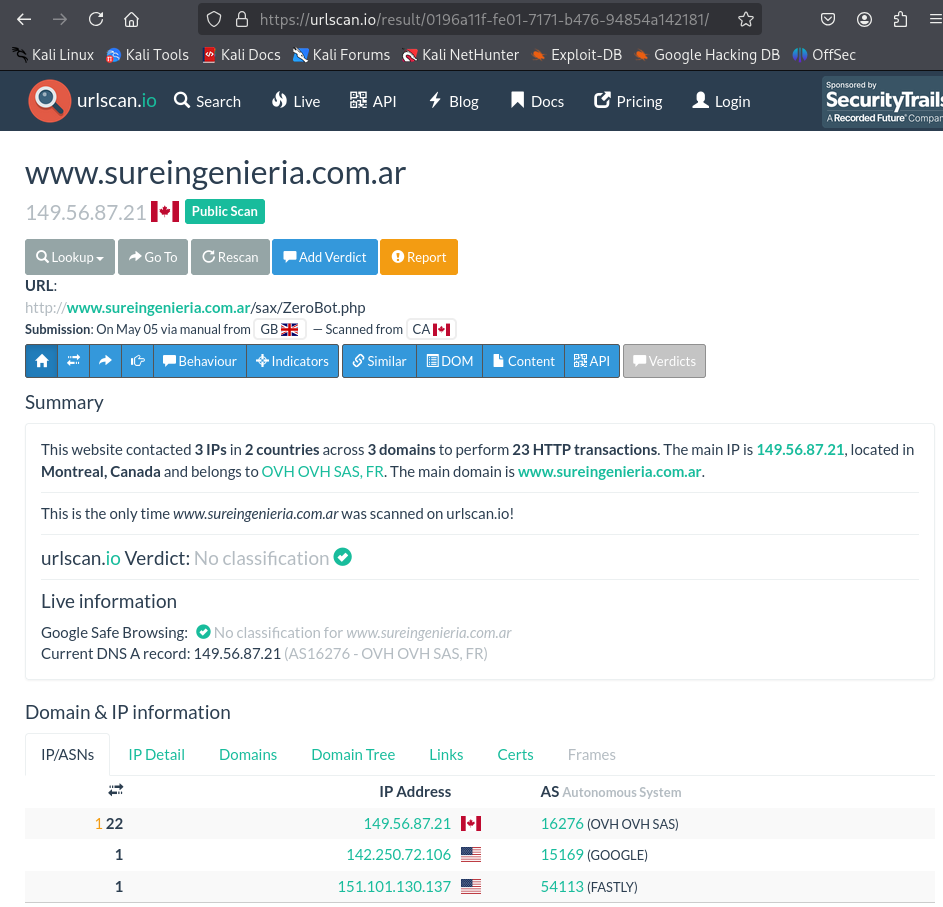 https://urlscan.io/result/0196a11f-fe01-7171-b476-94854a142181/
Kali Linux Kali Tools Kali Docs Kali Forums Kali NetHunter Exploit-DB Google Hacking DB OffSec
urlscan.io Search Live API Blog Docs Pricing Login
Sponsored by
SecurityTrails
A Recorded Future® Company
www.sureingenieria.com.ar
149.56.87.21 Public Scan
Lookup Go To Rescan Add Verdict Report
URL:
http://www.sureingenieria.com.ar/sax/ZeroBot.php
Submission: On May 05 via manual from GB — Scanned from CA
Behaviour Indicators Similar DOM Content API Verdicts
Summary
This website contacted 3 IPs in 2 countries across 3 domains to perform 23 HTTP transactions. The main IP is 149.56.87.21, located in
Montreal, Canada and belongs to OVH OVH SAS, FR. The main domain is www.sureingenieria.com.ar.
This is the only time www.sureingenieria.com.ar was scanned on urlscan.io!
urlscan.io Verdict: No classification
Live information
Google Safe Browsing: No classification for www.sureingenieria.com.ar
Current DNS A record: 149.56.87.21 (AS16276 - OVH OVH SAS, FR)
Domain & IP information
IP/ASNs IP Detail Domains Domain Tree Links Certs Frames
IP Address AS Autonomous System
1 22 149.56.87.21 16276 (OVH OVH SAS)
1 142.250.72.106 15169 (GOOGLE)
1 151.101.130.137 54113 (FASTLY)